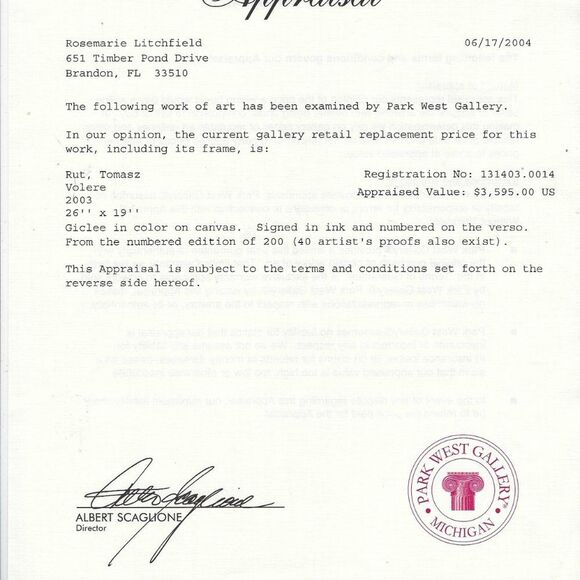 Appraisal
Rosemarie Litchfield 06/17/2004
651 Timber Pond Drive
Brandon, FL 33510
The following work of art has been examined by Park West Gallery.
In our opinion, the current gallery retail replacement price for this
work, including its frame, is:
Rut, Tomasz Registration No: 131403.0014
Volere Appraised Value: $3,595.00 US
2003
26'' x 19''
Giclee in color on canvas. Signed in ink and numbered on the verso.
From the numbered edition of 200 (40 artist's proofs also exist).
This Appraisal is subject to the terms and conditions set forth on the
reverse side hereof.
ALBERT SCAGLIONE
Director
PARK WEST GALLERY
MICHIGAN